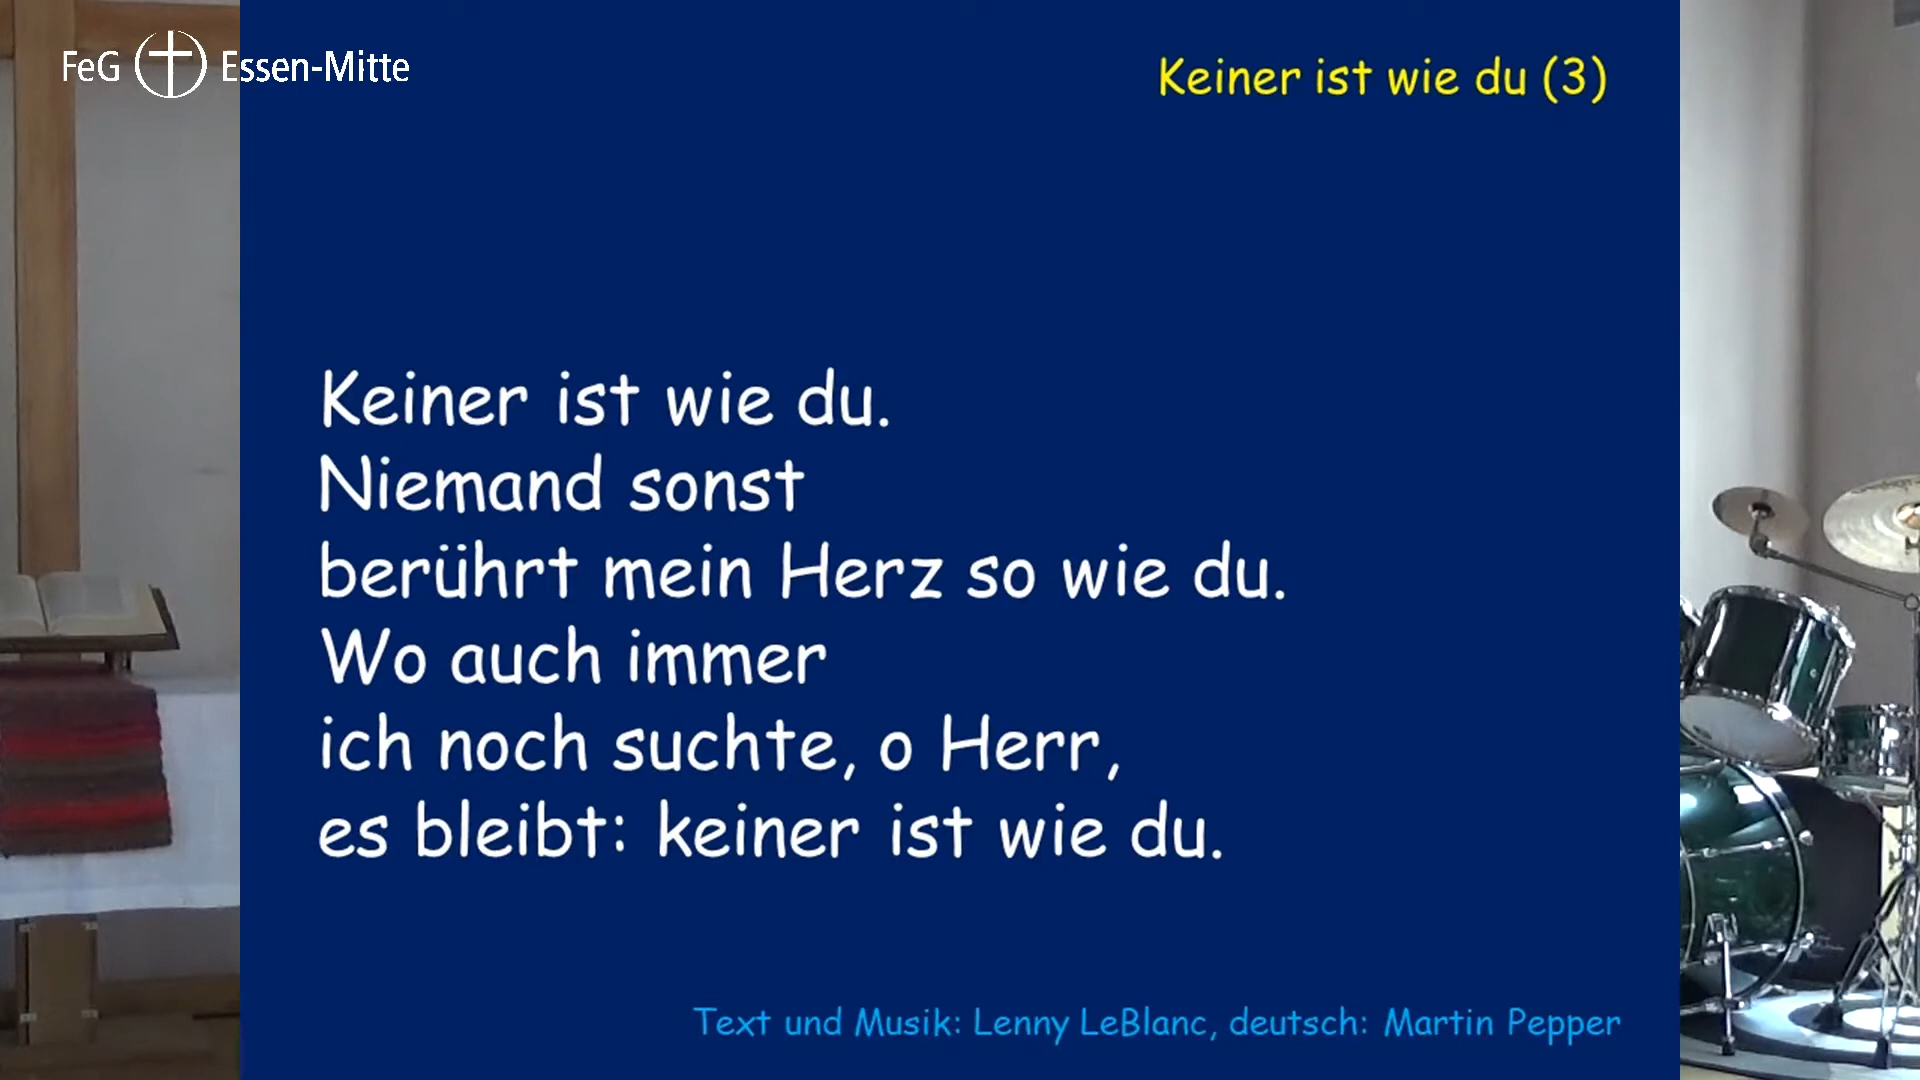 FeG Essen-Mitte
Keiner ist wie du (3)
Keiner ist wie du.
Niemand sonst
berührt mein Herz so wie du.
Wo auch immer
ich noch suchte, o Herr,
es bleibt: keiner ist wie du.
Text und Musik: Lenny LeBlanc, deutsch: Martin Pepper